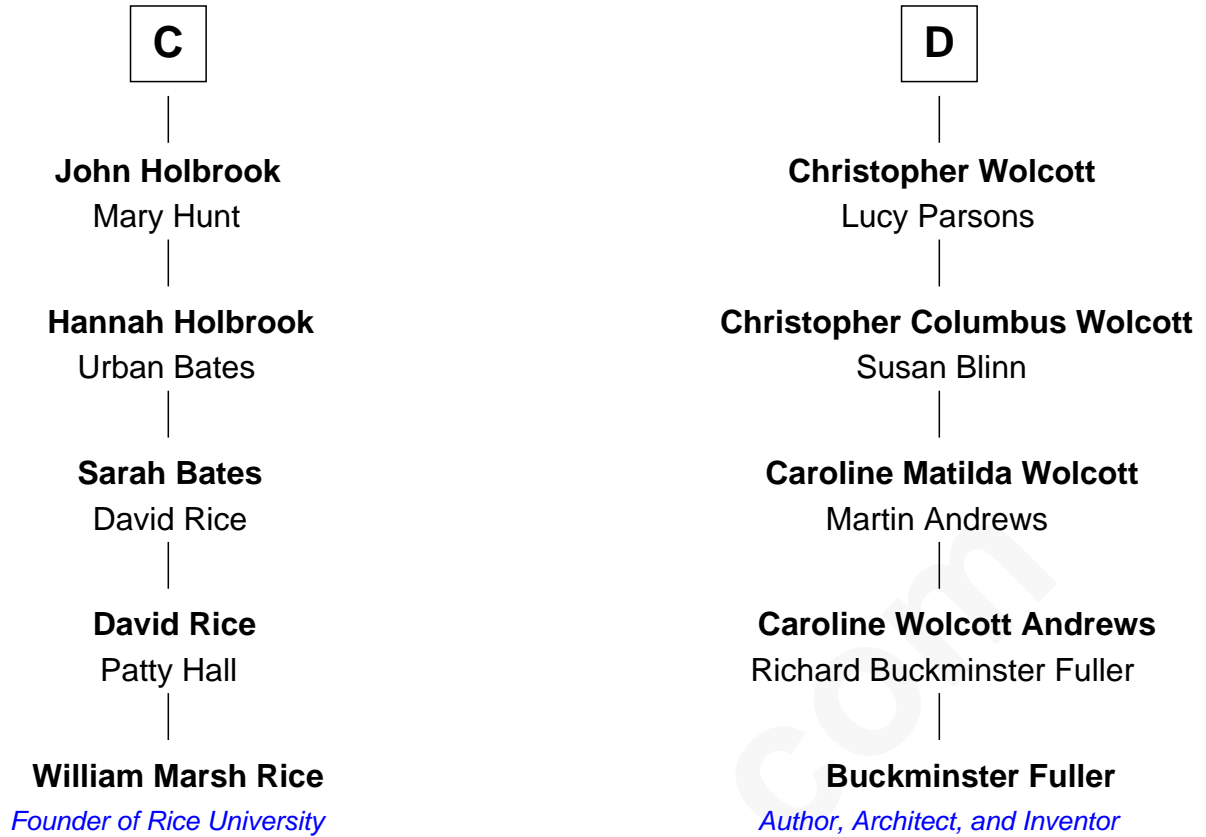 C
John Holbrook
Mary Hunt
Hannah Holbrook
Urban Bates
Sarah Bates
David Rice
David Rice
Patty Hall
William Marsh Rice
Founder of Rice University
D
Christopher Wolcott
Lucy Parsons
Christopher Columbus Wolcott
Susan Blinn
Caroline Matilda Wolcott
Martin Andrews
Caroline Wolcott Andrews
Richard Buckminster Fuller
Buckminster Fuller
Author, Architect, and Inventor
com